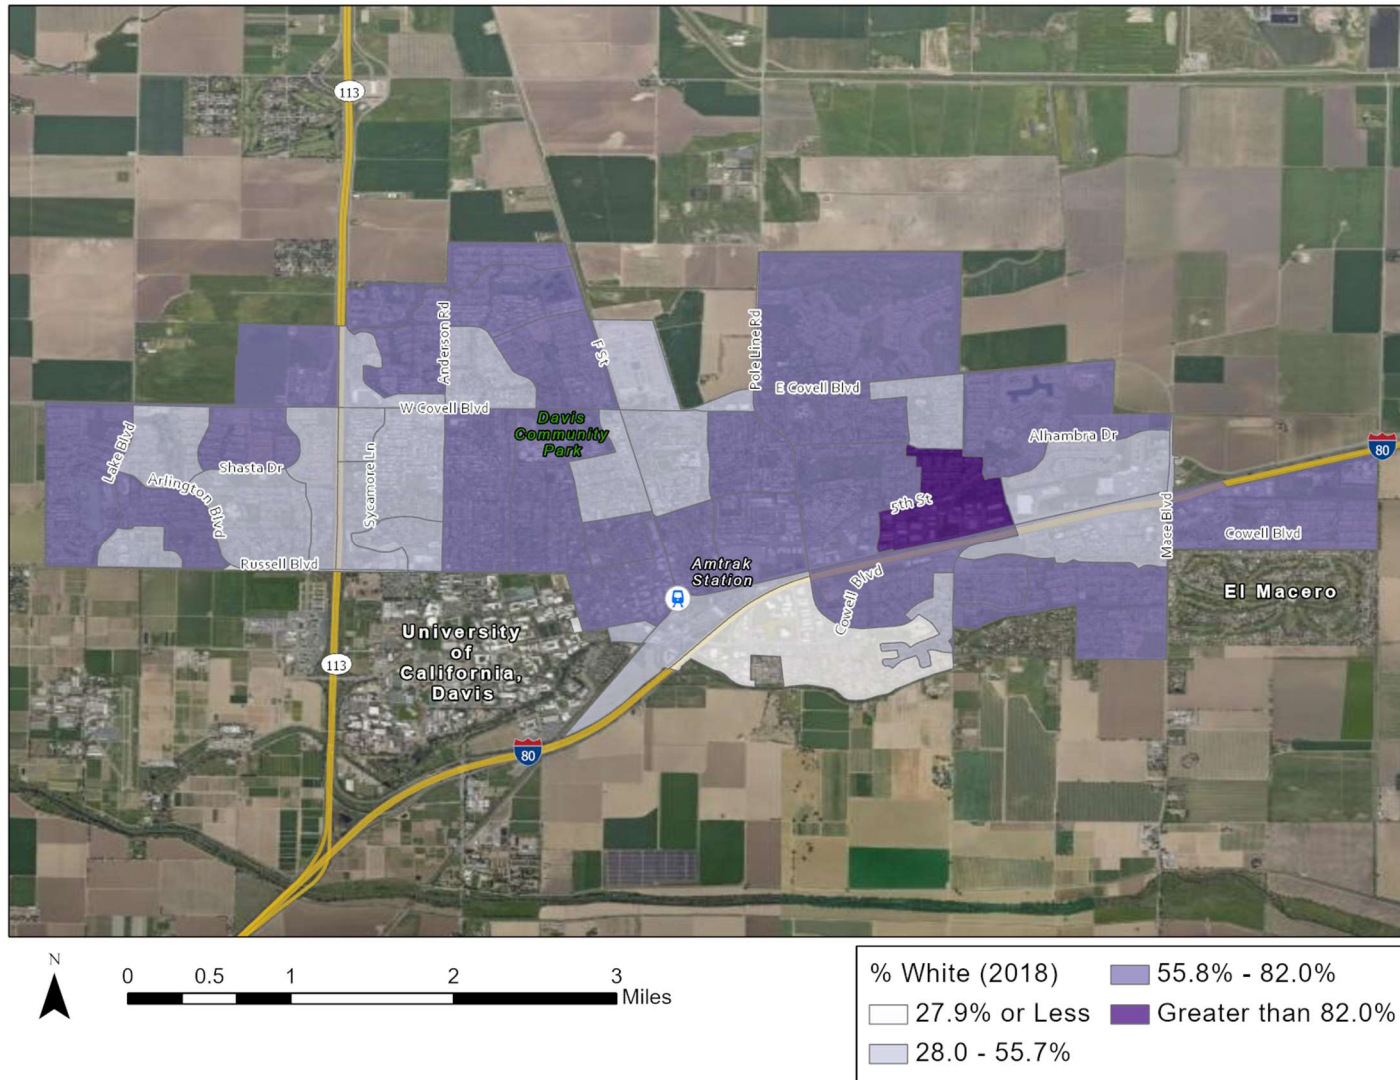 113
Anderson Rd
F St
Pole Line Rd
E Covell Blvd
W Covell Blvd
Davis
Community
Park
Lake Blvd
Shasta Dr
Arlington Blvd
Sycamore Ln
Alhambra Dr
80
5th St
Mace Blvd
Cowell Blvd
Russell Blvd
Amtrak
Station
Cowell Blvd
El Macero
University
of
California,
Davis
113
80
N
0 0.5 1 2 3
Miles
% White (2018)
27.9% or Less
28.0 - 55.7%
55.8% - 82.0%
Greater than 82.0%